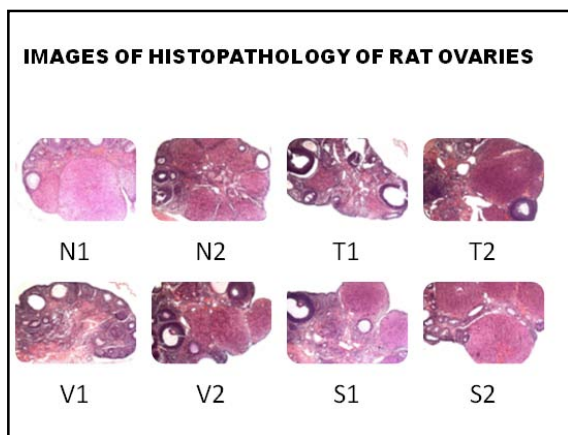 IMAGES OF HISTOPATHOLOGY OF RAT OVARIES
N1 N2 T1 T2
V1 V2 S1 S2